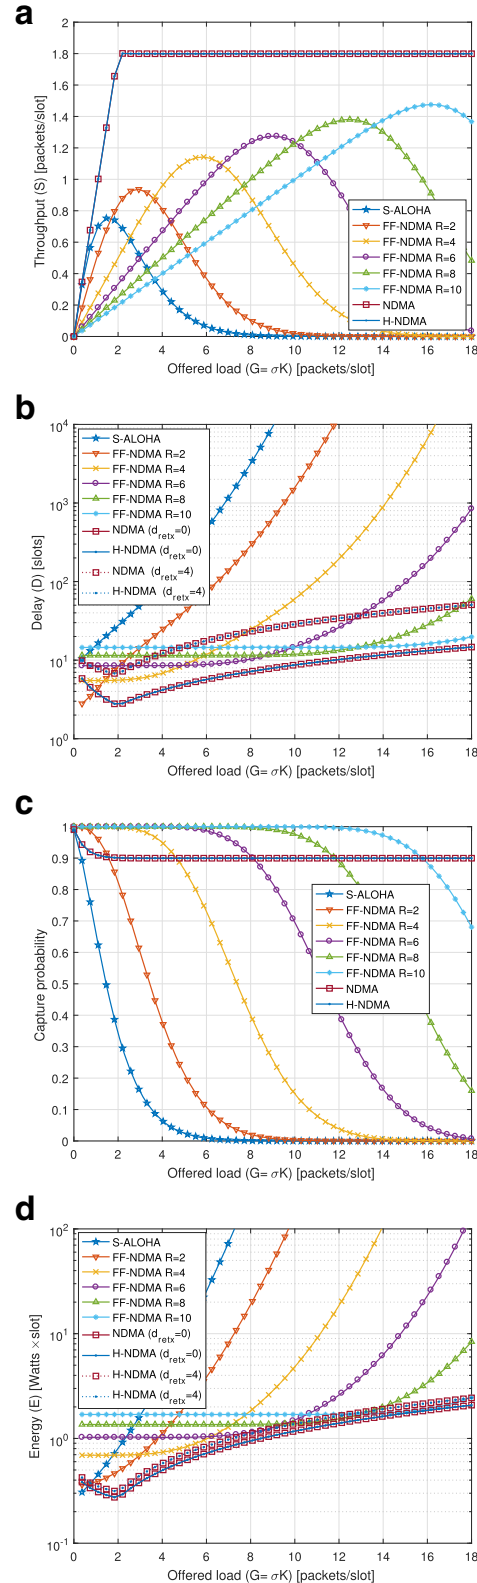 a
2
1.8
1.6
1.4
1.2
1
0.8
0.6
0.4
0.2
0
Throughput (S) [packets/slot]
S-ALOHA
FF-NDMA R=2
FF-NDMA R=4
FF-NDMA R=6
FF-NDMA R=8
FF-NDMA R=10
NDMA
H-NDMA
0 2 4 6 8 10 12 14 16 18
Offered load (G= σK) [packets/slot]
b
10^4
10^3
10^2
10^1
10^0
Delay (D) [slots]
S-ALOHA
FF-NDMA R=2
FF-NDMA R=4
FF-NDMA R=6
FF-NDMA R=8
FF-NDMA R=10
NDMA (d_retx=0)
H-NDMA (d_retx=0)
NDMA (d_retx=4)
H-NDMA (d_retx=4)
0 2 4 6 8 10 12 14 16 18
Offered load (G= σK) [packets/slot]
c
1
0.9
0.8
0.7
0.6
0.5
0.4
0.3
0.2
0.1
0
Capture probability
S-ALOHA
FF-NDMA R=2
FF-NDMA R=4
FF-NDMA R=6
FF-NDMA R=8
FF-NDMA R=10
NDMA
H-NDMA
0 2 4 6 8 10 12 14 16 18
Offered load (G= σK) [packets/slot]
d
10^2
10^1
10^0
10^-1
Energy (E) [Watts ×slot]
S-ALOHA
FF-NDMA R=2
FF-NDMA R=4
FF-NDMA R=6
FF-NDMA R=8
FF-NDMA R=10
NDMA (d_retx=0)
H-NDMA (d_retx=0)
H-NDMA (d_retx=4)
H-NDMA (d_retx=4)
0 2 4 6 8 10 12 14 16 18
Offered load (G= σK) [packets/slot]